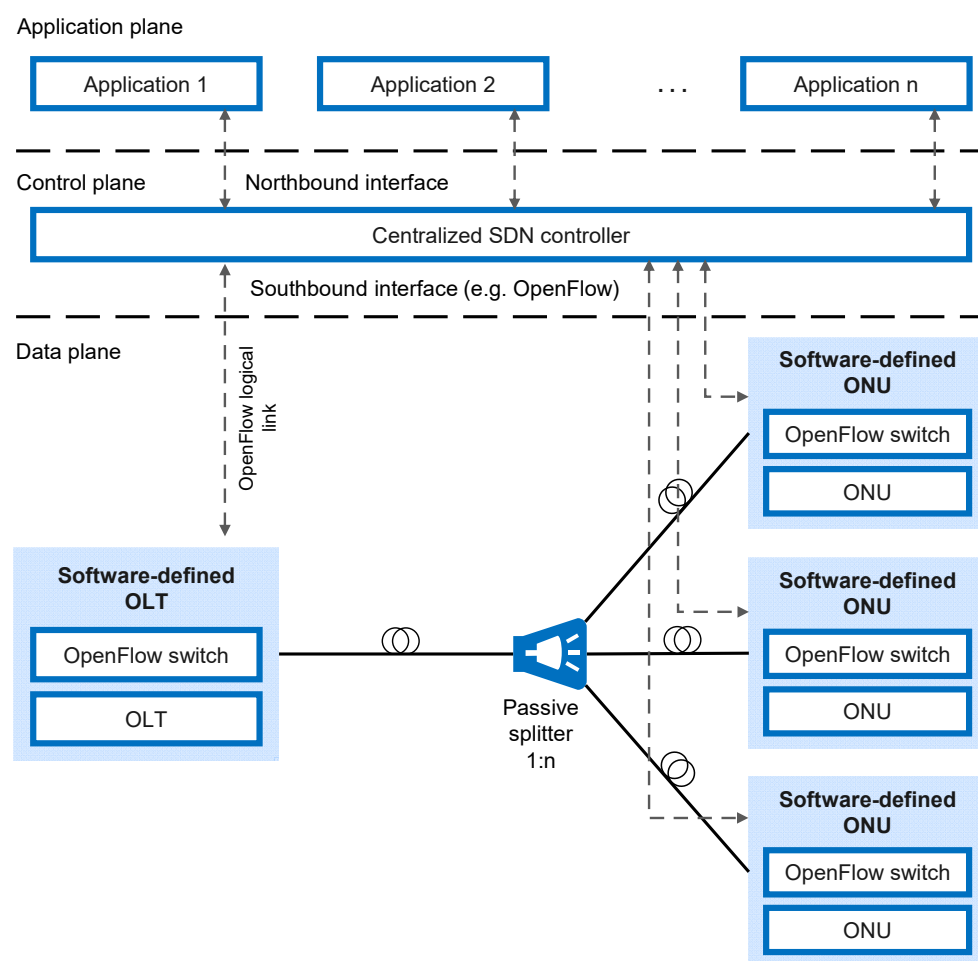 Application plane
Application 1
Application 2
...
Application n
Control plane
Northbound interface
Centralized SDN controller
Southbound interface (e.g. OpenFlow)
Data plane
OpenFlow logical
link
Software-defined
ONU
OpenFlow switch
ONU
Software-defined
OLT
OpenFlow switch
OLT
Passive
splitter
1:n
Software-defined
ONU
OpenFlow switch
ONU
Software-defined
ONU
OpenFlow switch
ONU